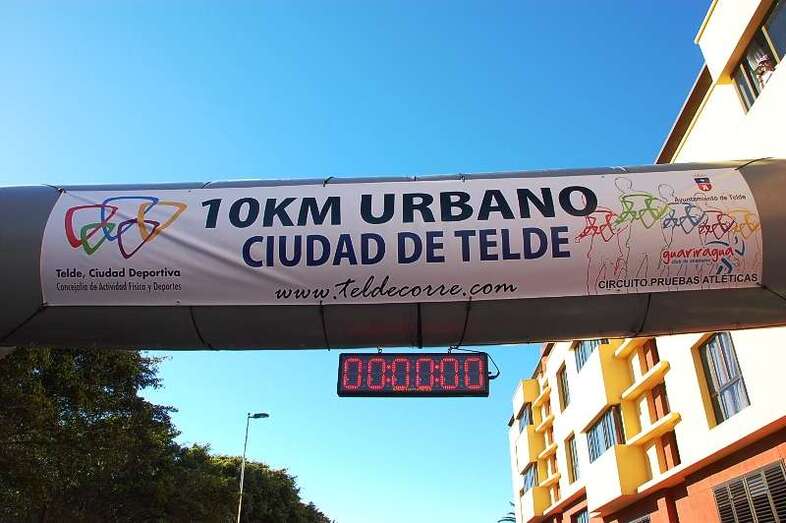 10KM URBANO
CIUDAD DE TELDE
www.teldecorre.com
Telde, Ciudad Deportiva
Concejalía de Actividad Física y Deportes
Ayuntamiento de Telde
guariragua
CIRCUITO PRUEBAS ATLÉTICAS
00:00:00